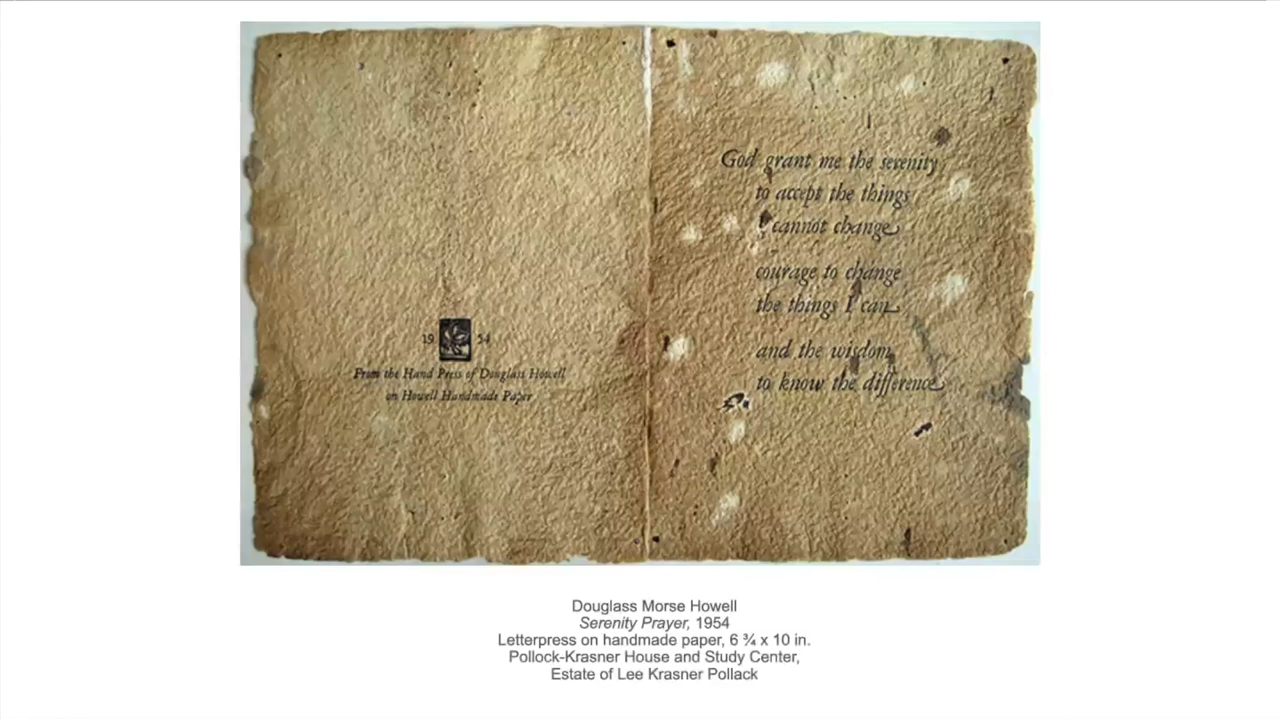 19 54
From the Hand Press of Douglass Howell
on Howell Handmade Paper
God grant me the serenity
to accept the things
I cannot change
courage to change
the things I can
and the wisdom
to know the difference
Douglass Morse Howell
Serenity Prayer, 1954
Letterpress on handmade paper, 6 ¾ x 10 in.
Pollock-Krasner House and Study Center,
Estate of Lee Krasner Pollack